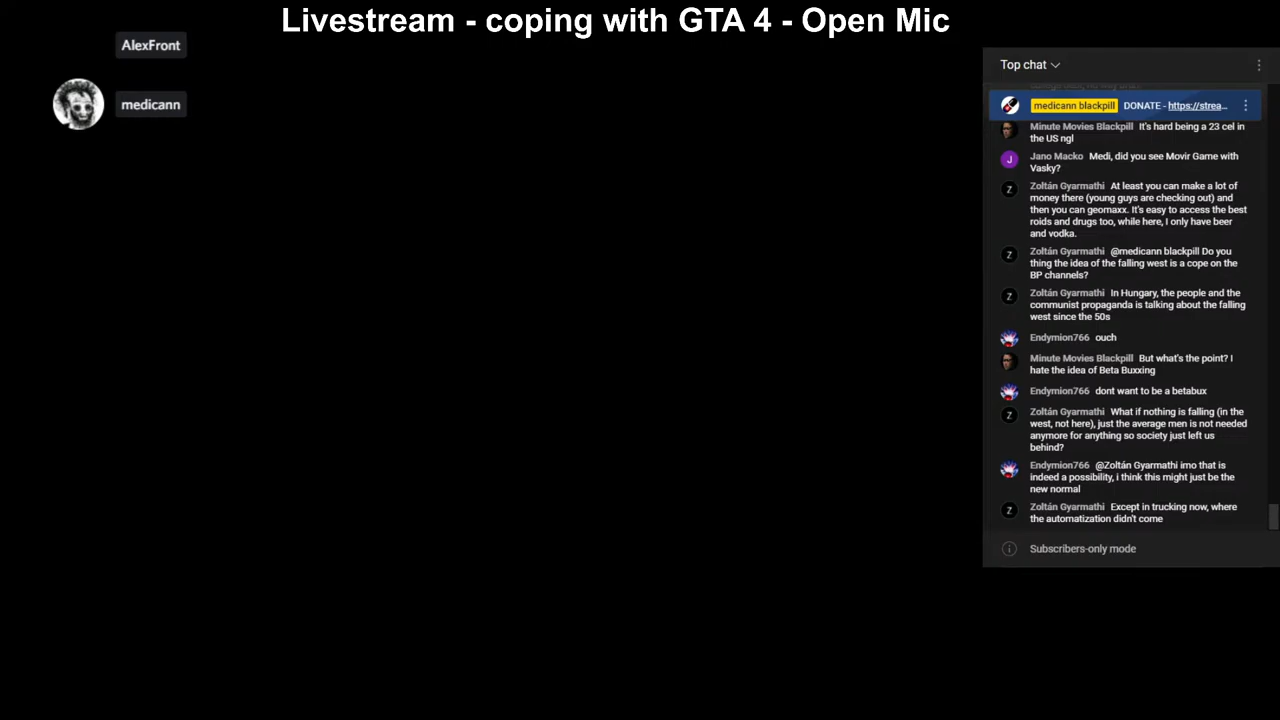 Livestream - coping with GTA 4 - Open Mic
AlexFront
medicann
Top chat
medicann blackpill DONATE - https://strea...
Minute Movies Blackpill It's hard being a 23 cel in
the US ngl
Jano Macko Medi, did you see Movir Game with
Vasky?
Zoltán Gyarmathi At least you can make a lot of
money there (young guys are checking out) and
then you can geomaxx. It's easy to access the best
roids and drugs too, while here, I only have beer
and vodka.
Zoltán Gyarmathi @medicann blackpill Do you
thing the idea of the falling west is a cope on the
BP channels?
Zoltán Gyarmathi In Hungary, the people and the
communist propaganda is talking about the falling
west since the 50s
Endymion766 ouch
Minute Movies Blackpill But what's the point? I
hate the idea of Beta Buxxing
Endymion766 dont want to be a betabux
Zoltán Gyarmathi What if nothing is falling (in the
west, not here), just the average men is not needed
anymore for anything so society just left us
behind?
Endymion766 @Zoltán Gyarmathi imo that is
indeed a possibility, i think this might just be the
new normal
Zoltán Gyarmathi Except in trucking now, where
the automatization didn't come
Subscribers-only mode